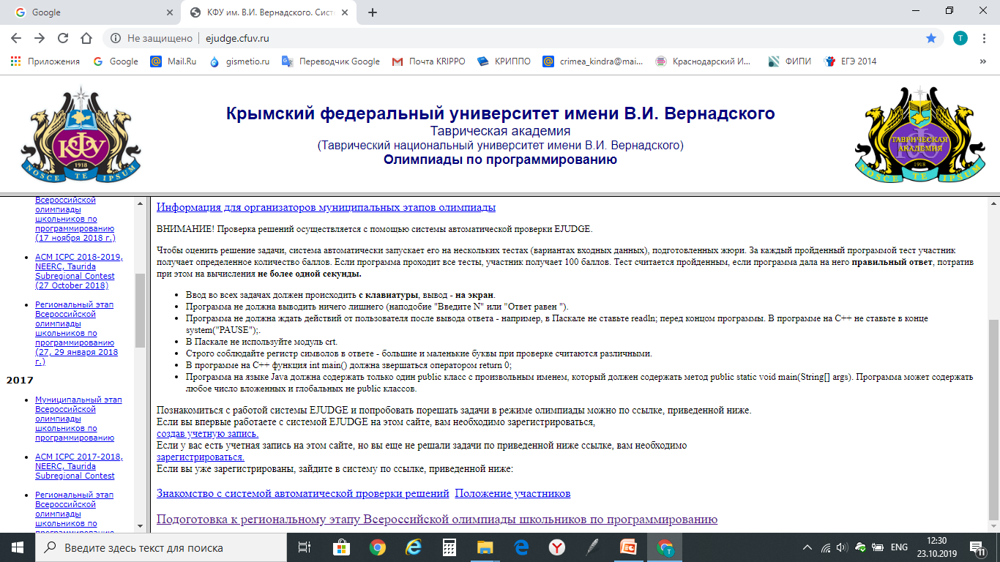 Google
КФУ им. В.И. Вернадского. Сист
Не защищено
ejudge.cfuv.ru
T
Приложения
Google
Mail.Ru
gismetio.ru
Переводчик Google
Почта KRIPPO
КРИППО
crimea_kindra@mai...
Краснодарский И...
ФИПИ
ЕГЭ 2014
»
КФУ
1918
NOSCE TE IPSUM
Крымский федеральный университет имени В.И. Вернадского
Таврическая академия
(Таврический национальный университет имени В.И. Вернадского)
Олимпиады по программированию
ТАВРИЧЕСКАЯ
АКАДЕМИЯ
1918
NOSCE TE IPSUM
Всероссийской
олимпиады
школьников по
программированию
(17 ноября 2018 г.)
ACM ICPC 2018-2019,
NEERC, Taurida
Subregional Contest
(27 October 2018)
Региональный этап
Всероссийской
олимпиады
школьников по
программированию
(27, 29 января 2018
г.)
2017
Муниципальный этап
Всероссийской
олимпиады
школьников по
программированию
ACM ICPC 2017-2018,
NEERC, Taurida
Subregional Contest
Региональный этап
Всероссийской
олимпиады
школьников по
программированию
Информация для организаторов муниципальных этапов олимпиады
ВНИМАНИЕ! Проверка решений осуществляется с помощью системы автоматической проверки EJUDGE.
Чтобы оценить решение задачи, система автоматически запускает его на нескольких тестах (вариантах входных данных), подготовленных жюри. За каждый пройденный программой тест участник
получает определенное количество баллов. Если программа проходит все тесты, участник получает 100 баллов. Тест считается пройденным, если программа дала на него правильный ответ, потратив
при этом на вычисления не более одной секунды.
Ввод во всех задачах должен происходить с клавиатуры, вывод - на экран.
Программа не должна выводить ничего лишнего (наподобие "Введите N" или "Ответ равен ").
Программа не должна ждать действий от пользователя после вывода ответа - например, в Паскале не ставьте readln; перед концом программы. В программе на С++ не ставьте в конце
system("PAUSE");.
В Паскале не используйте модуль crt.
Строго соблюдайте регистр символов в ответе - большие и маленькие буквы при проверке считаются различными.
В программе на С++ функция int main() должна звершаться оператором return 0;
Программа на языке Java должна содержать только один public класс с произвольным именем, который должен содержать метод public static void main(String[] args). Программа может содержать
любое число вложенных и глобальных не public классов.
Познакомиться с работой системы EJUDGE и попробовать порешать задачи в режиме олимпиады можно по ссылке, приведенной ниже.
Если вы впервые работаете с системой EJUDGE на этом сайте, вам необходимо зарегистрироваться,
создав учетную запись.
Если у вас есть учетная запись на этом сайте, но вы еще не решали задачи по приведенной ниже ссылке, вам необходимо
зарегистрироваться.
Если вы уже зарегистрированы, зайдите в систему по ссылке, приведенной ниже:
Знакомство с системой автоматической проверки решений Положение участников
Подоготовка к региональному этапу Всероссийской олимпиады школьников по программированию
Введите здесь текст для поиска
ENG
12:30
23.10.2019
11